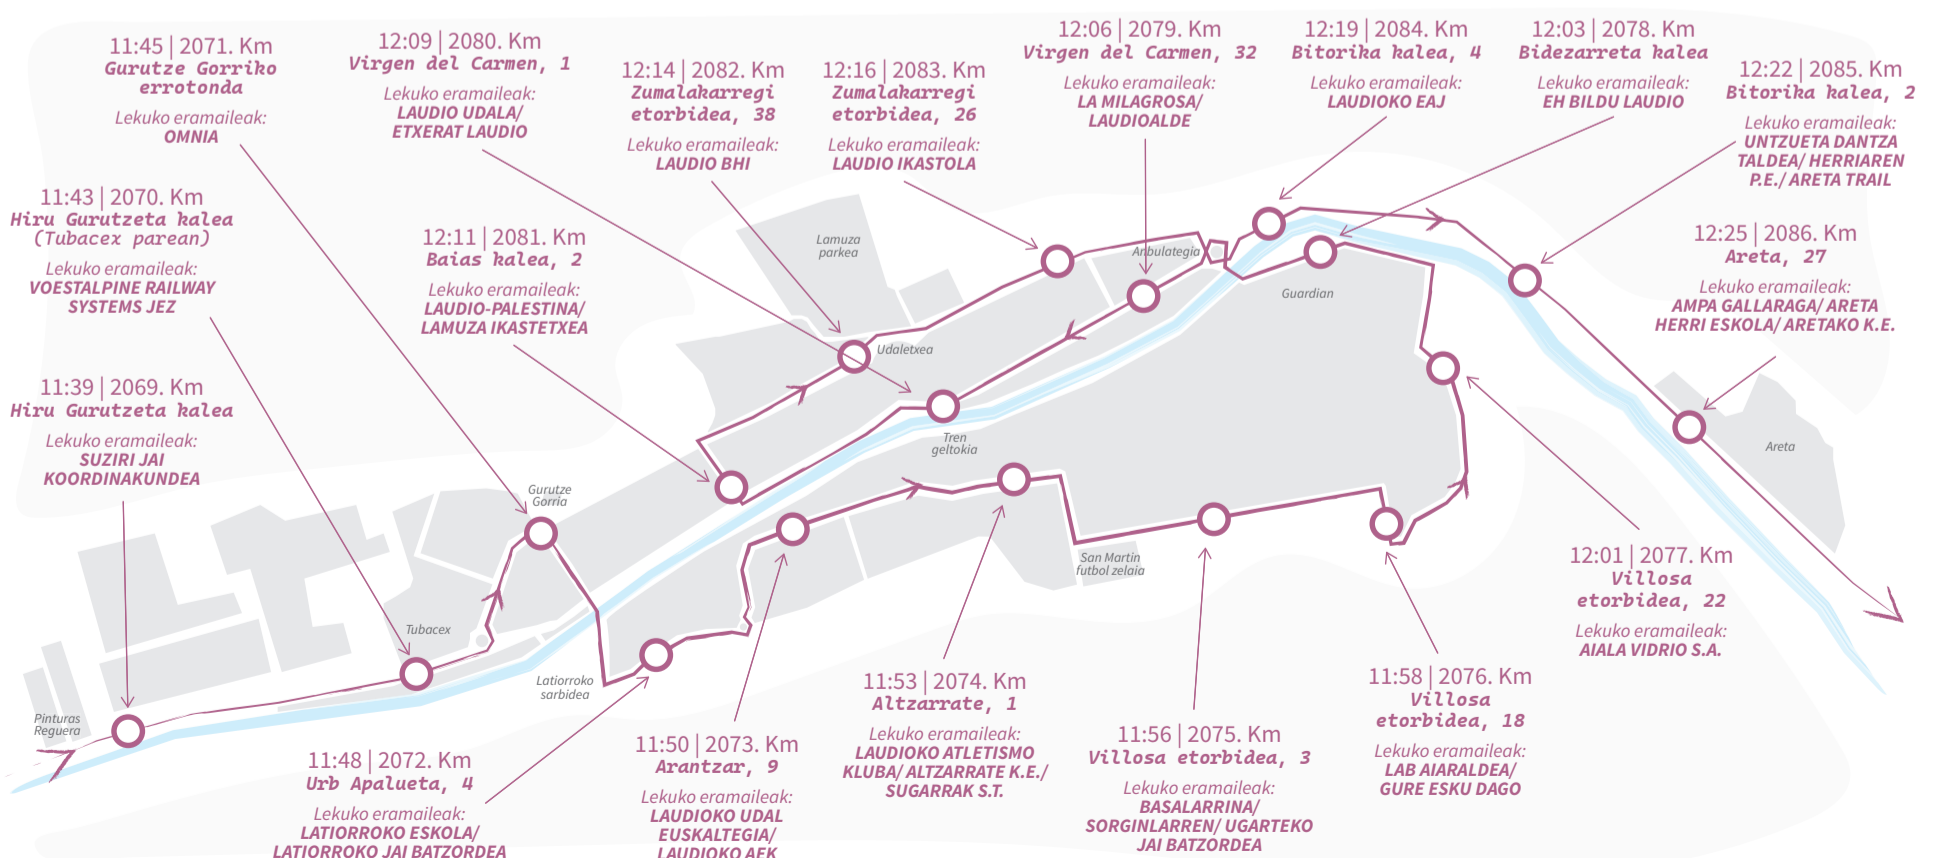 11:45 | 2071. Km
Gurutze Gorriko
errotonda
Lekuko eramaileak:
OMNIA
12:09 | 2080. Km
Virgen del Carmen, 1
Lekuko eramaileak:
LAUDIO UDALA/
ETXERAT LAUDIO
12:14 | 2082. Km
Zumalakarregi
etorbidea, 38
Lekuko eramaileak:
LAUDIO BHI
12:16 | 2083. Km
Zumalakarregi
etorbidea, 26
Lekuko eramaileak:
LAUDIO IKASTOLA
12:06 | 2079. Km
Virgen del Carmen, 32
Lekuko eramaileak:
LA MILAGROSA/
LAUDIOALDE
12:19 | 2084. Km
Bitorika kalea, 4
Lekuko eramaileak:
LAUDIOKO EAJ
12:03 | 2078. Km
Bidezarreta kalea
Lekuko eramaileak:
EH BILDU LAUDIO
12:22 | 2085. Km
Bitorika kalea, 2
Lekuko eramaileak:
UNTZUETA DANTZA
TALDEA/ HERRIAREN
P.E./ ARETA TRAIL
11:43 | 2070. Km
Hiru Gurutzeta kalea
(Tubacex parean)
Lekuko eramaileak:
VOESTALPINE RAILWAY
SYSTEMS JEZ
12:11 | 2081. Km
Baias kalea, 2
Lekuko eramaileak:
LAUDIO-PALESTINA/
LAMUZA IKASTETXEA
12:25 | 2086. Km
Areta, 27
Lekuko eramaileak:
AMPA GALLARAGA/ ARETA
HERRI ESKOLA/ ARETAKO K.E.
11:39 | 2069. Km
Hiru Gurutzeta kalea
Lekuko eramaileak:
SUZIRI JAI
KOORDINAKUNDEA
Lamuza
parkea
Anbulategia
Guardian
Udaletxea
Tren
geltokia
Areta
Gurutze
Gorria
San Martin
futbol zelaia
Tubacex
Latiorroko
sarbidea
Pinturas
Reguera
12:01 | 2077. Km
Villosa
etorbidea, 22
Lekuko eramaileak:
AIALA VIDRIO S.A.
11:48 | 2072. Km
Urb Apalueta, 4
Lekuko eramaileak:
LATIORROKO ESKOLA/
LATIORROKO JAI BATZORDEA
11:50 | 2073. Km
Arantzar, 9
Lekuko eramaileak:
LAUDIOKO UDAL
EUSKALTEGIA/
LAUDIOKO AEK
11:53 | 2074. Km
Altzarrate, 1
Lekuko eramaileak:
LAUDIOKO ATLETISMO
KLUBA/ ALTZARRATE K.E./
SUGARRAK S.T.
11:56 | 2075. Km
Villosa etorbidea, 3
Lekuko eramaileak:
BASALARRINA/
SORGINLARREN/ UGARTEKO
JAI BATZORDEA
11:58 | 2076. Km
Villosa
etorbidea, 18
Lekuko eramaileak:
LAB AIARALDEA/
GURE ESKU DAGO